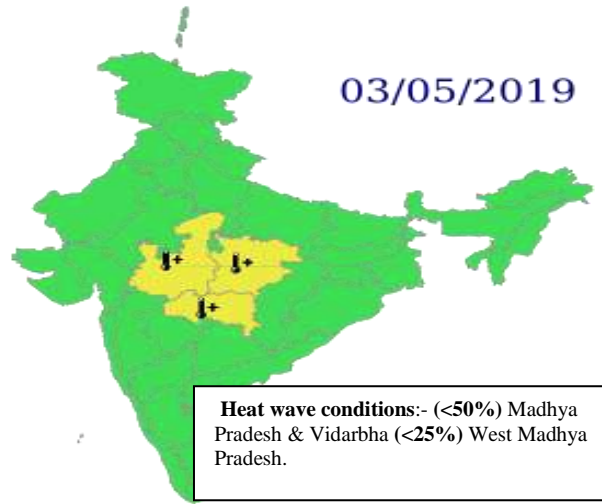 03/05/2019
Heat wave conditions:- (<50%) Madhya
Pradesh & Vidarbha (<25%) West Madhya
Pradesh.